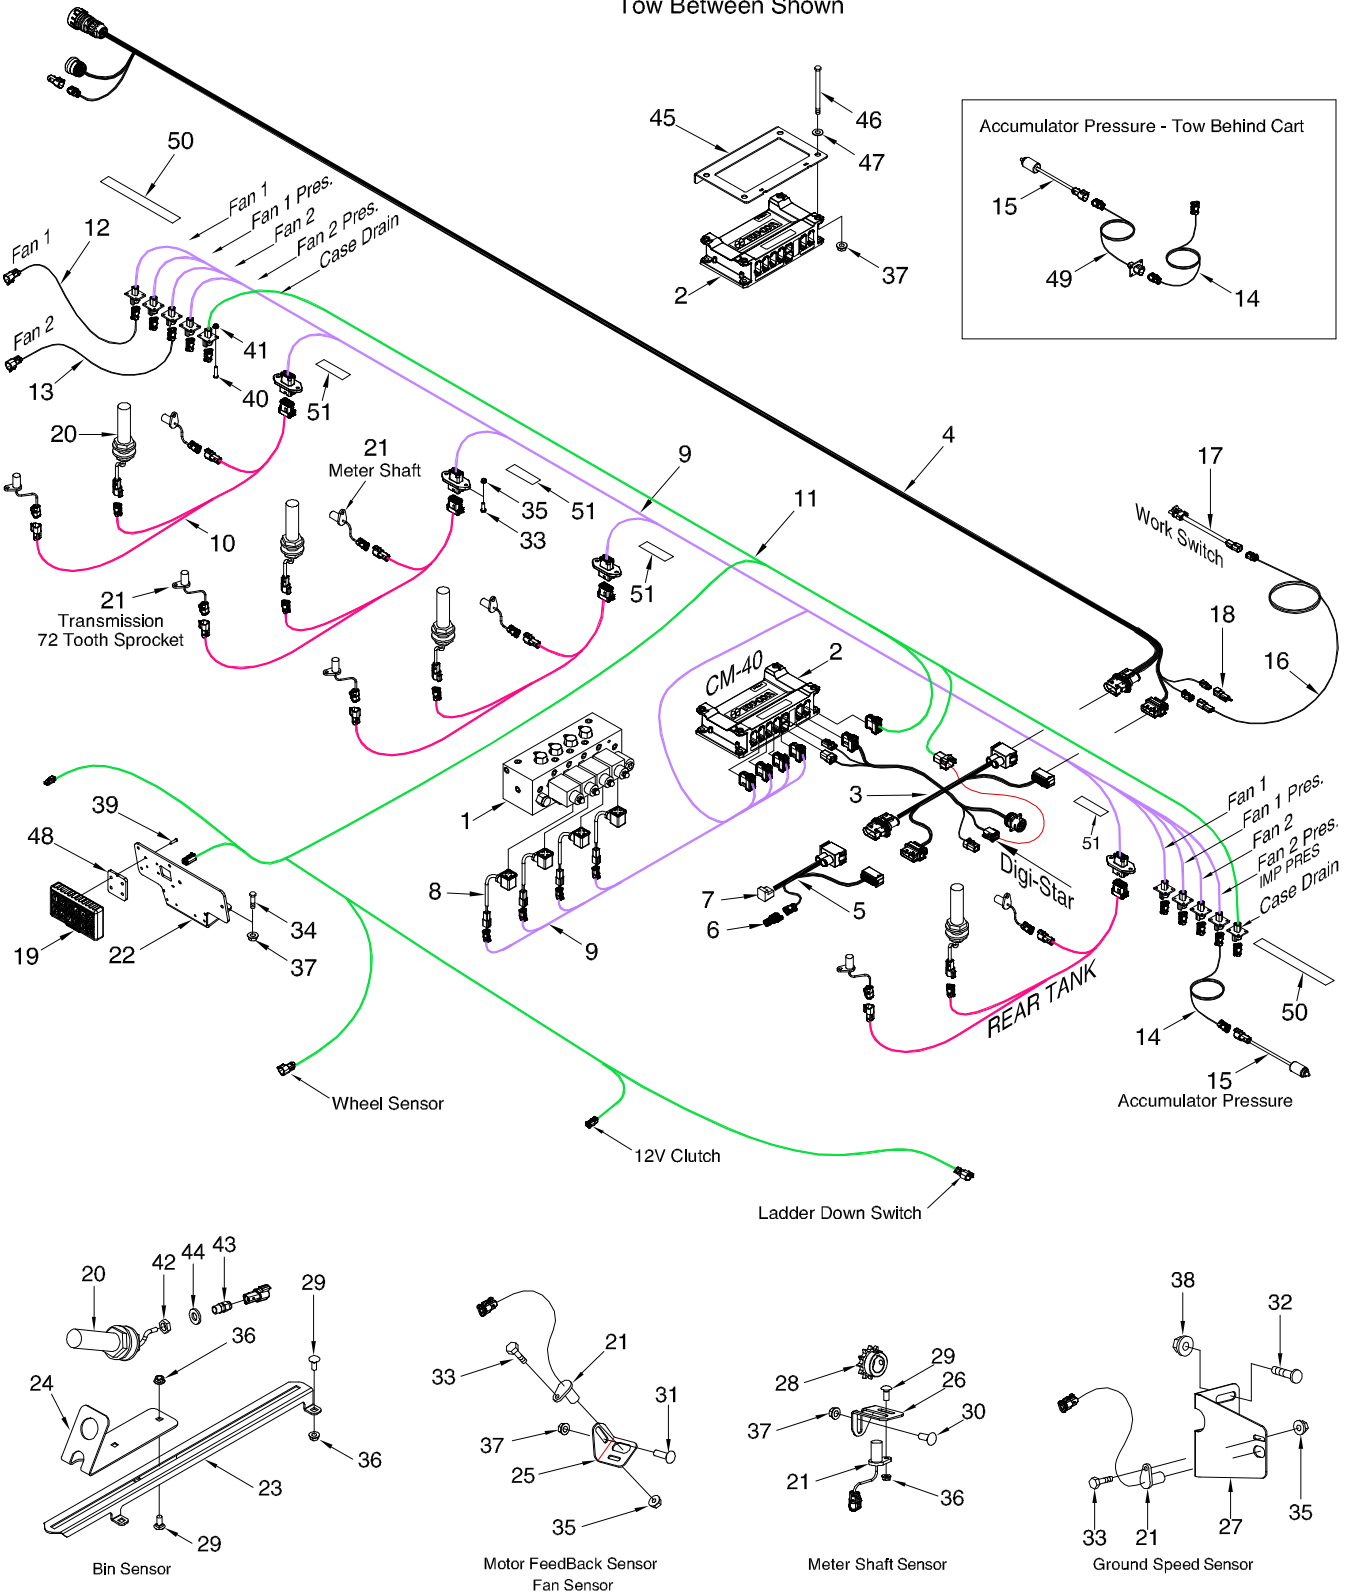 Tow Between Shown
46
45
47
37
2
Accumulator Pressure - Tow Behind Cart
15
49
14
50
Fan 1
Fan 1 Pres.
Fan 2
Fan 2 Pres.
Case Drain
12
Fan 1
Fan 2
13
41
40
51
20
10
21
Meter Shaft
35
33
51
9
11
4
51
17
Work Switch
18
16
21
Transmission
72 Tooth Sprocket
CM-40
2
1
3
8
9
7
5
6
Digi-Star
51
Fan 1
Fan 1 Pres.
Fan 2
Fan 2 Pres.
IMP PRES
Case Drain
50
REAR TANK
14
15
Accumulator Pressure
39
48
19
22
34
37
Wheel Sensor
12V Clutch
Ladder Down Switch
20
42
44
43
29
36
24
36
23
29
Bin Sensor
33
21
31
37
25
35
Motor FeedBack Sensor
Fan Sensor
28
29
26
37
30
21
36
Meter Shaft Sensor
38
32
33
21
27
35
Ground Speed Sensor